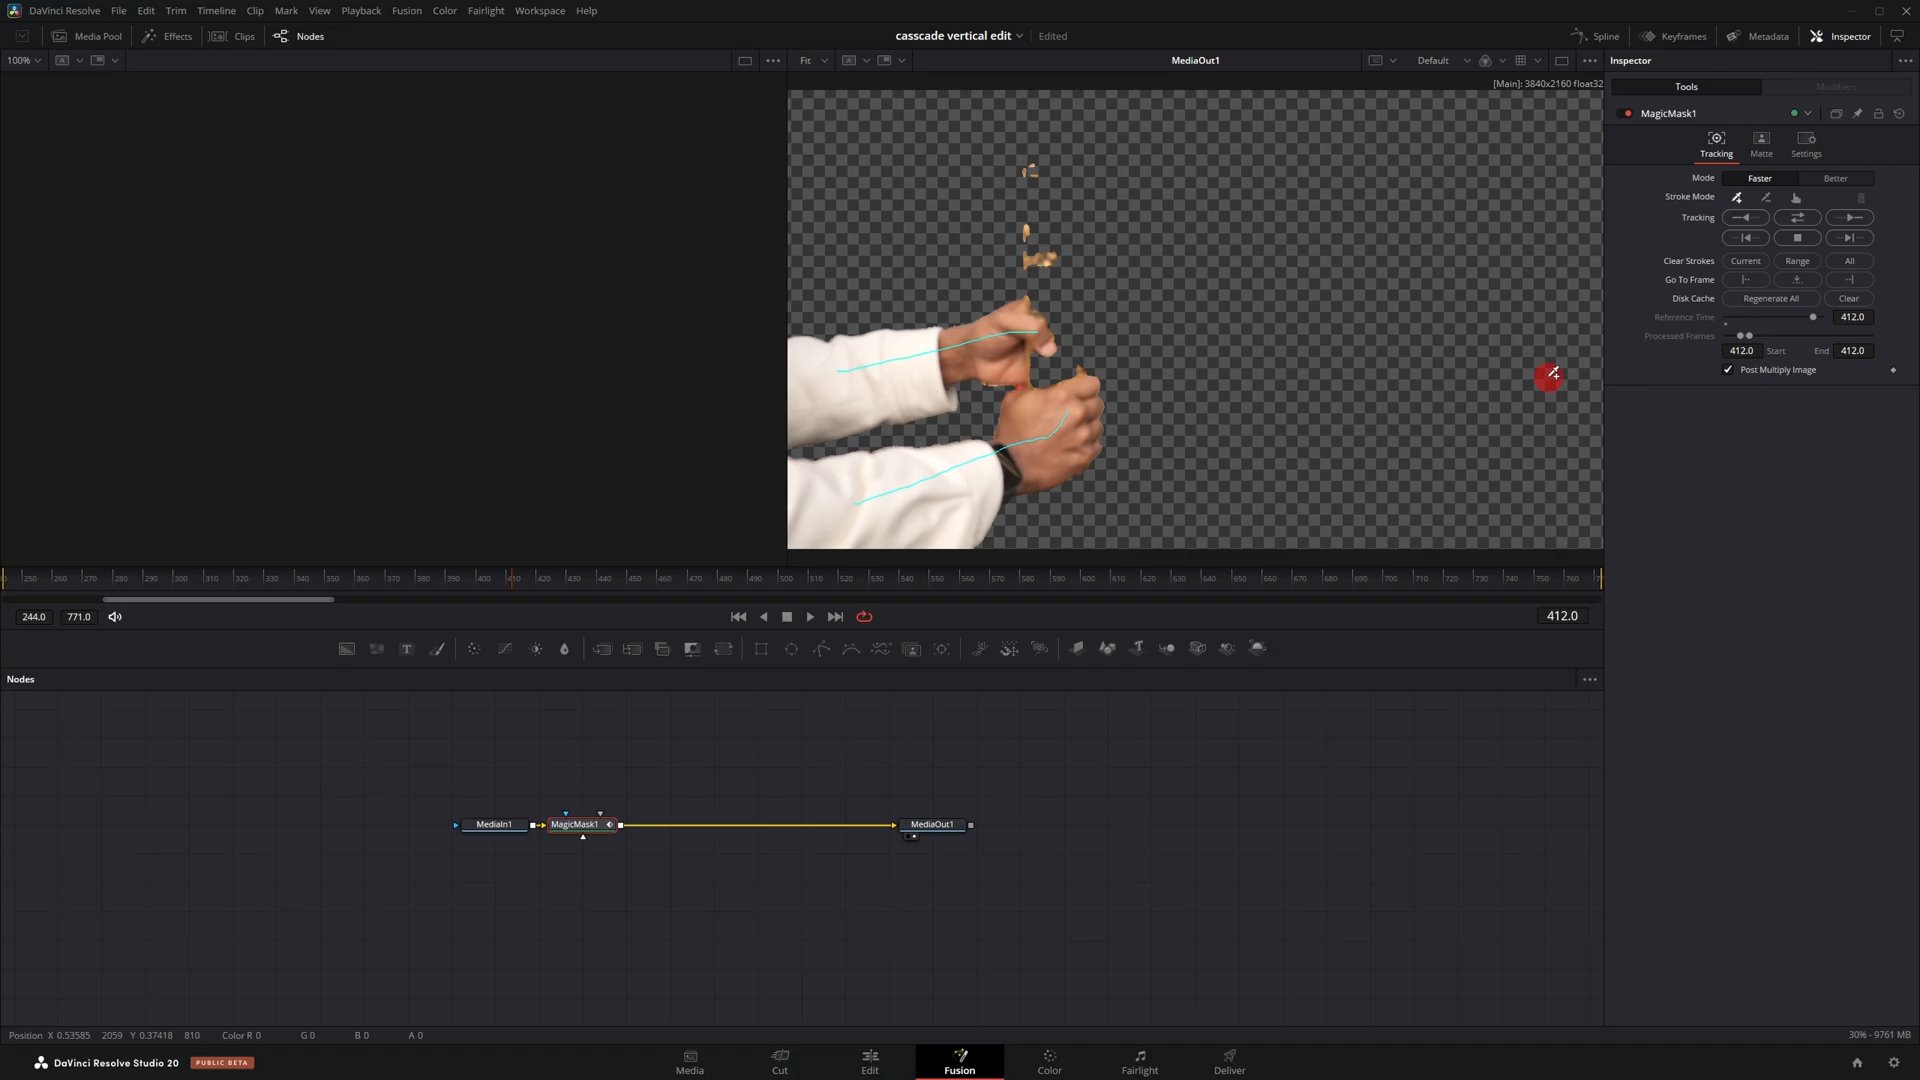 DaVinci Resolve File Edit Trim Timeline Clip Mark View Playback Fusion Color Fairlight Workspace Help
Media Pool Effects Clips Nodes casscade vertical edit Edited Spline Keyframes Metadata Inspector
100% Fit MediaOut1 Default Inspector
[Main]: 3840x2160 float32
Tools Modifiers
MagicMask1
Tracking Matte Settings
Mode Faster Better
Stroke Mode
Tracking
Clear Strokes Current Range All
Go To Frame
Disk Cache Regenerate All Clear
Reference Time 412.0
Processed Frames
412.0 Start End 412.0
Post Multiply Image
250 260 270 280 290 300 310 320 330 340 350 360 370 380 390 400 410 420 430 440 450 460 470 480 490 500 510 520 530 540 550 560 570 580 590 600 610 620 630 640 650 660 670 680 690 700 710 720 730 740 750 760
244.0 771.0 412.0
Nodes
MediaIn1 MagicMask1 MediaOut1
Position X 0.53585 2059 Y 0.37418 810 Color R 0 G 0 B 0 A 0 30% - 9761 MB
DaVinci Resolve Studio 20 PUBLIC BETA
Media Cut Edit Fusion Color Fairlight Deliver